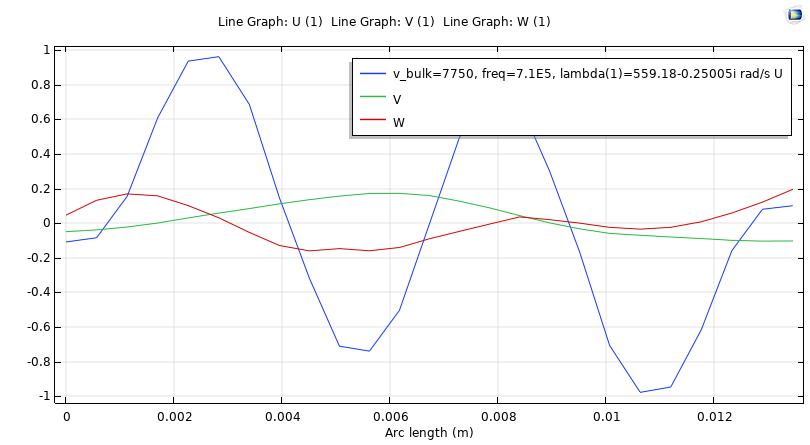 Line Graph: U (1) Line Graph: V (1) Line Graph: W (1)
v_bulk=7750, freq=7.1E5, lambda(1)=559.18-0.25005i rad/s U
V
W
1
0.8
0.6
0.4
0.2
0
-0.2
-0.4
-0.6
-0.8
-1
0 0.002 0.004 0.006 0.008 0.01 0.012
Arc length (m)